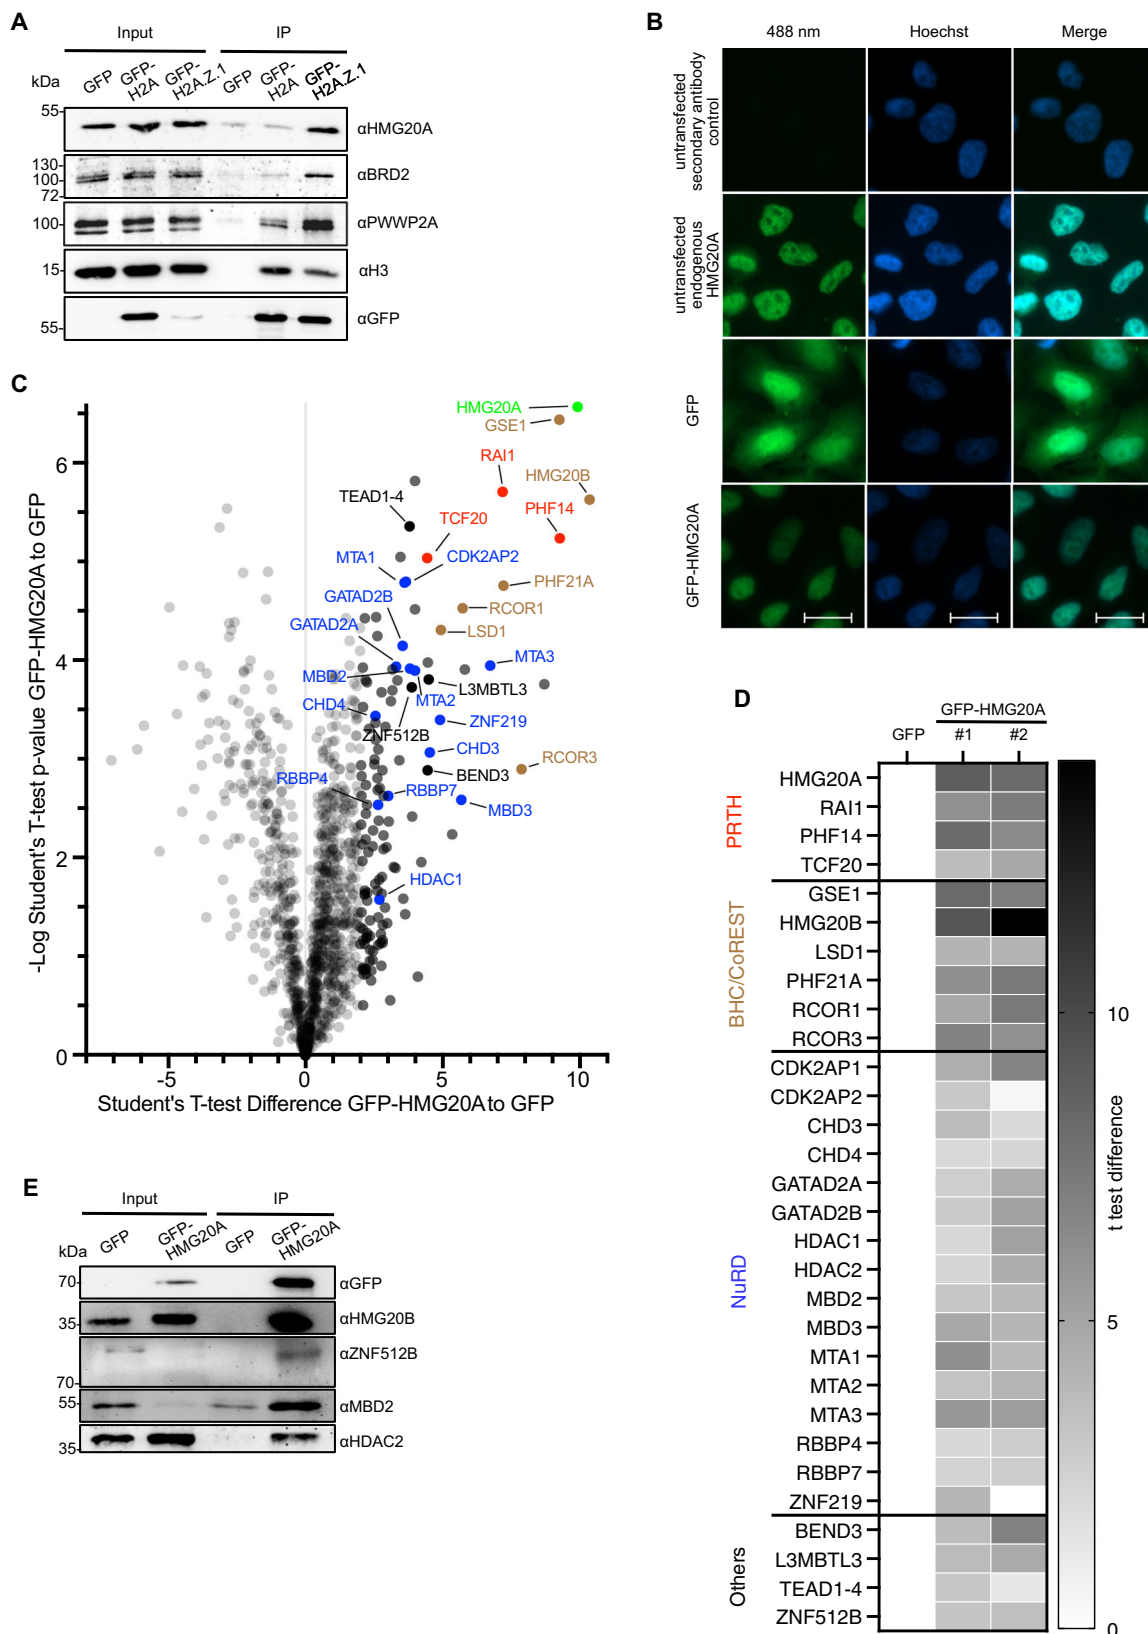 A
Input
IP
kDa
GFP
GFP-
H2A
GFP-
H2A.Z.1
GFP
GFP-
H2A
GFP-
H2A.Z.1
55-
αHMG20A
130-
100-
72-
αBRD2
100-
αPWWP2A
15-
αH3
55-
αGFP
B
488 nm
Hoechst
Merge
untransfected
secondary antibody
control
untransfected
endogenous
HMG20A
GFP
GFP-HMG20A
C
-Log Student's T-test p-value GFP-HMG20A to GFP
6
4
2
0
-5
0
5
10
Student's T-test Difference GFP-HMG20A to GFP
HMG20A
GSE1
RAI1
HMG20B
TEAD1-4
PHF14
TCF20
MTA1
CDK2AP2
PHF21A
GATAD2B
RCOR1
GATAD2A
LSD1
MTA3
MBD2
L3MBTL3
MTA2
CHD4
ZNF219
ZNF512B
CHD3
RCOR3
BEND3
RBBP4
RBBP7
MBD3
HDAC1
D
GFP-HMG20A
GFP
#1
#2
PRTH
HMG20A
RAI1
PHF14
TCF20
BHC/CoREST
GSE1
HMG20B
LSD1
PHF21A
RCOR1
RCOR3
NuRD
CDK2AP1
CDK2AP2
CHD3
CHD4
GATAD2A
GATAD2B
HDAC1
HDAC2
MBD2
MBD3
MTA1
MTA2
MTA3
RBBP4
RBBP7
ZNF219
Others
BEND3
L3MBTL3
TEAD1-4
ZNF512B
10
5
0
t test difference
E
Input
IP
kDa
GFP
GFP-
HMG20A
GFP
GFP-
HMG20A
70-
αGFP
35-
αHMG20B
αZNF512B
70-
55-
αMBD2
35-
αHDAC2